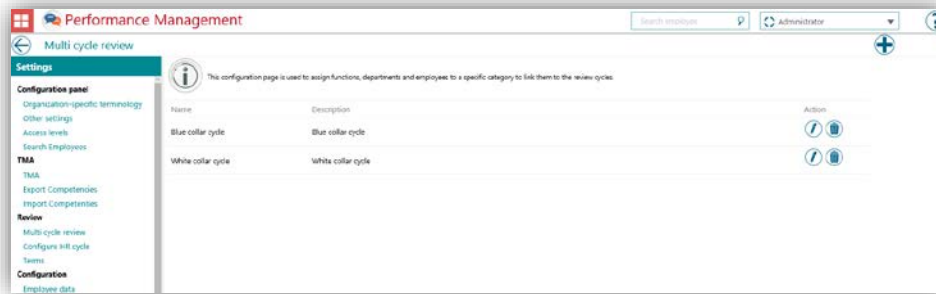 Performance Management
Search employee
Administrator
Multi cycle review
Settings
This configuration page is used to assign functions, departments and employees to a specific category to link them to the review cycles.
Configuration panel
Organization-specific terminology
Other settings
Access levels
Search Employees
TMA
TMA
Export Competencies
Import Competenties
Review
Multi cycle review
Configure HR cycle
Terms
Configuration
Employee data
Name Description Action
Blue collar cycle Blue collar cycle
White collar cycle White collar cycle